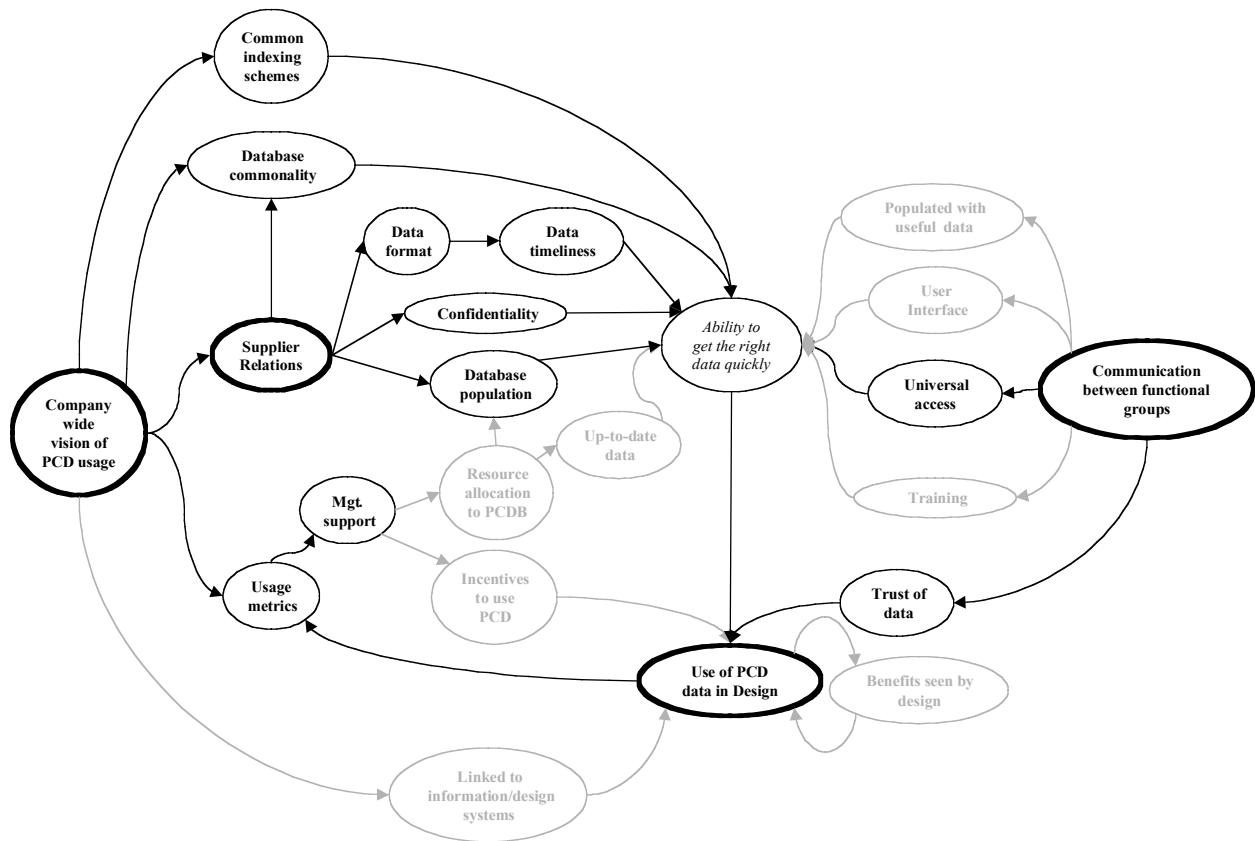 Common
indexing
schemes
Database
commonality
Data
format
Data
timeliness
Populated with
useful data
User
Interface
Confidentiality
Ability to
get the right
data quickly
Supplier
Relations
Database
population
Universal
access
Communication
between functional
groups
Company
wide
vision of
PCD usage
Up-to-date
data
Resource
allocation
to PCDB
Training
Mgt.
support
Usage
metrics
Incentives
to use
PCD
Trust of
data
Use of PCD
data in Design
Benefits seen by
design
Linked to
information/design
systems